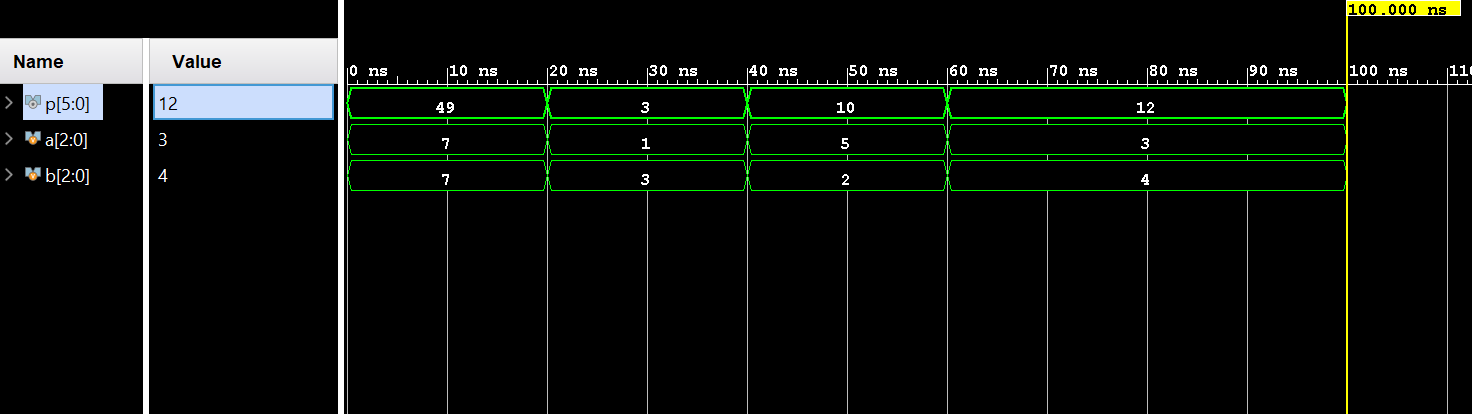 100.000 ns
Name Value
0 ns 10 ns 20 ns 30 ns 40 ns 50 ns 60 ns 70 ns 80 ns 90 ns 100 ns 110
p[5:0] 12 49 3 10 12
a[2:0] 3 7 1 5 3
b[2:0] 4 7 3 2 4